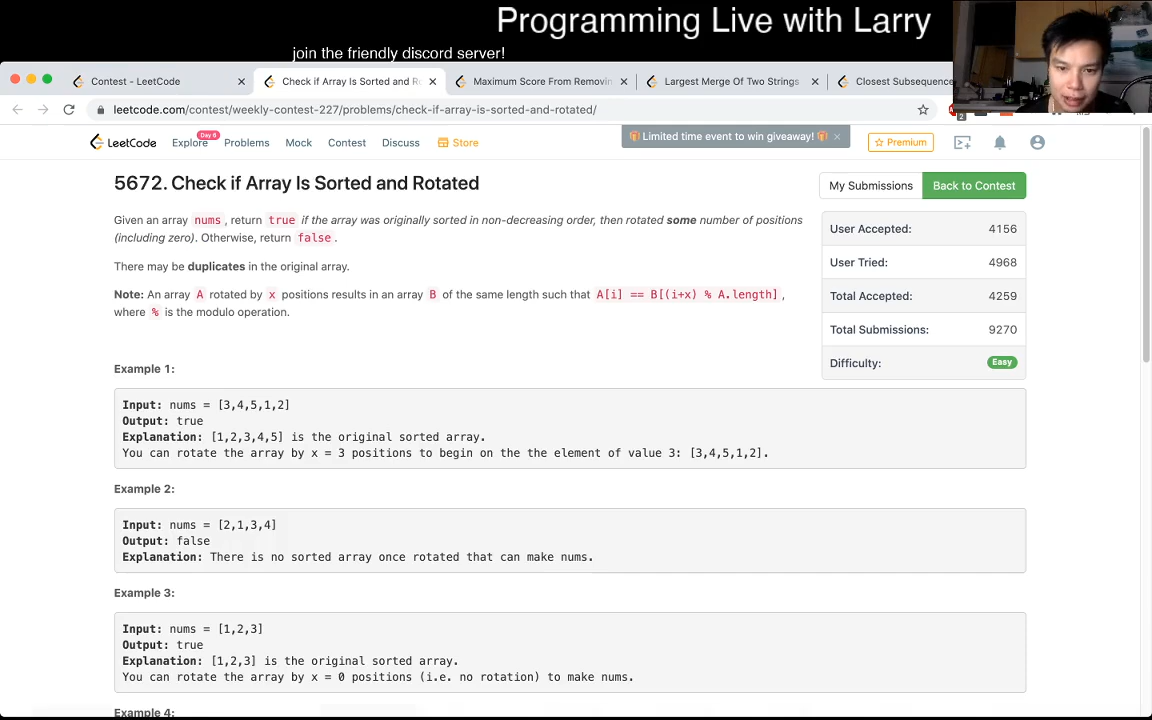 Programming Live with Larry
join the friendly discord server!
Contest - LeetCode
Check if Array Is Sorted and R
Maximum Score From Removin
Largest Merge Of Two Strings
Closest Subsequenc
leetcode.com/contest/weekly-contest-227/problems/check-if-array-is-sorted-and-rotated/
2
LeetCode
Explore
Day 6
Problems
Mock
Contest
Discuss
Store
Limited time event to win giveaway!
Premium
5672. Check if Array Is Sorted and Rotated
My Submissions
Back to Contest
Given an array nums, return true if the array was originally sorted in non-decreasing order, then rotated some number of positions
(including zero). Otherwise, return false.
There may be duplicates in the original array.
Note: An array A rotated by x positions results in an array B of the same length such that A[i] == B[(i+x) % A.length],
where % is the modulo operation.
User Accepted: 4156
User Tried: 4968
Total Accepted: 4259
Total Submissions: 9270
Difficulty: Easy
Example 1:
Input: nums = [3,4,5,1,2]
Output: true
Explanation: [1,2,3,4,5] is the original sorted array.
You can rotate the array by x = 3 positions to begin on the the element of value 3: [3,4,5,1,2].
Example 2:
Input: nums = [2,1,3,4]
Output: false
Explanation: There is no sorted array once rotated that can make nums.
Example 3:
Input: nums = [1,2,3]
Output: true
Explanation: [1,2,3] is the original sorted array.
You can rotate the array by x = 0 positions (i.e. no rotation) to make nums.
Example 4: